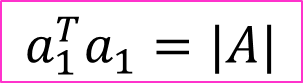 $a_1^T a_1 = |A|$